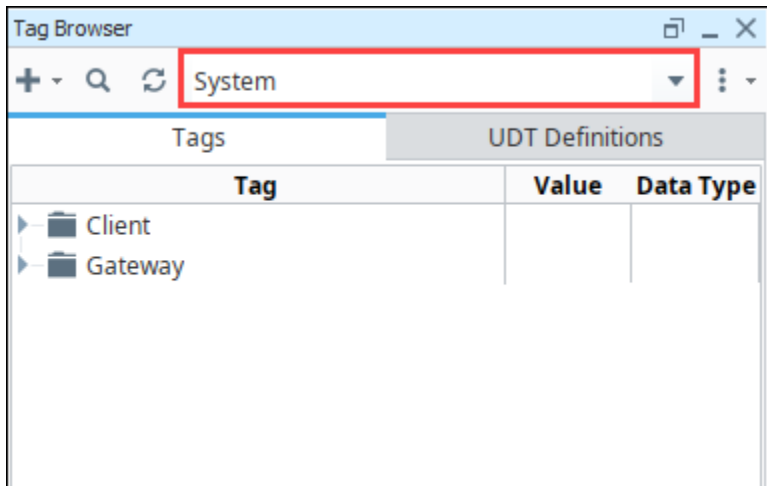 Tag Browser
System
Tags UDT Definitions
Tag Value Data Type
Client
Gateway